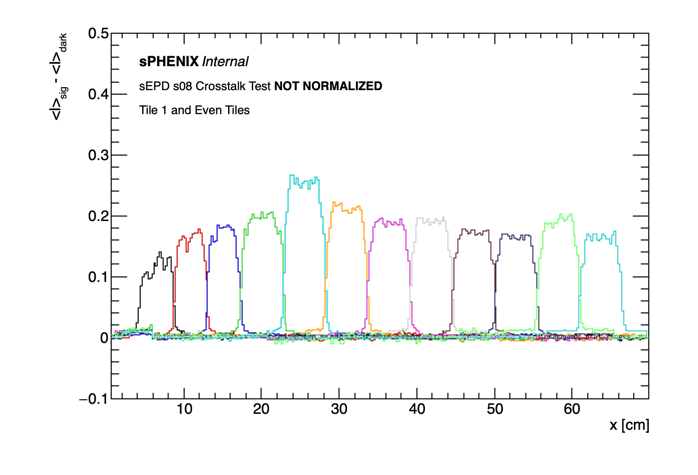 0.5
<I>sig - <I>dark
sPHENIX Internal
sEPD s08 Crosstalk Test NOT NORMALIZED
0.4
Tile 1 and Even Tiles
0.3
0.2
0.1
0
−0.1
10 20 30 40 50 60
x [cm]